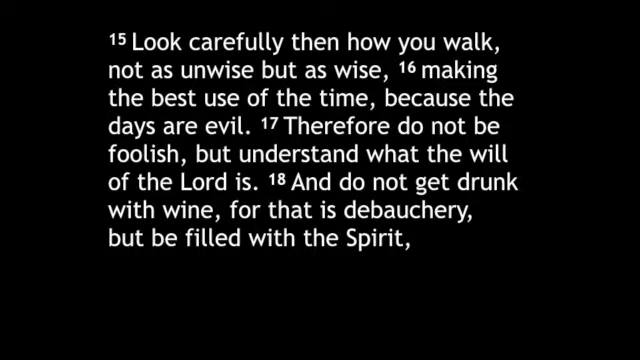 15 Look carefully then how you walk,
not as unwise but as wise, 16 making
the best use of the time, because the
days are evil. 17 Therefore do not be
foolish, but understand what the will
of the Lord is. 18 And do not get drunk
with wine, for that is debauchery,
but be filled with the Spirit,